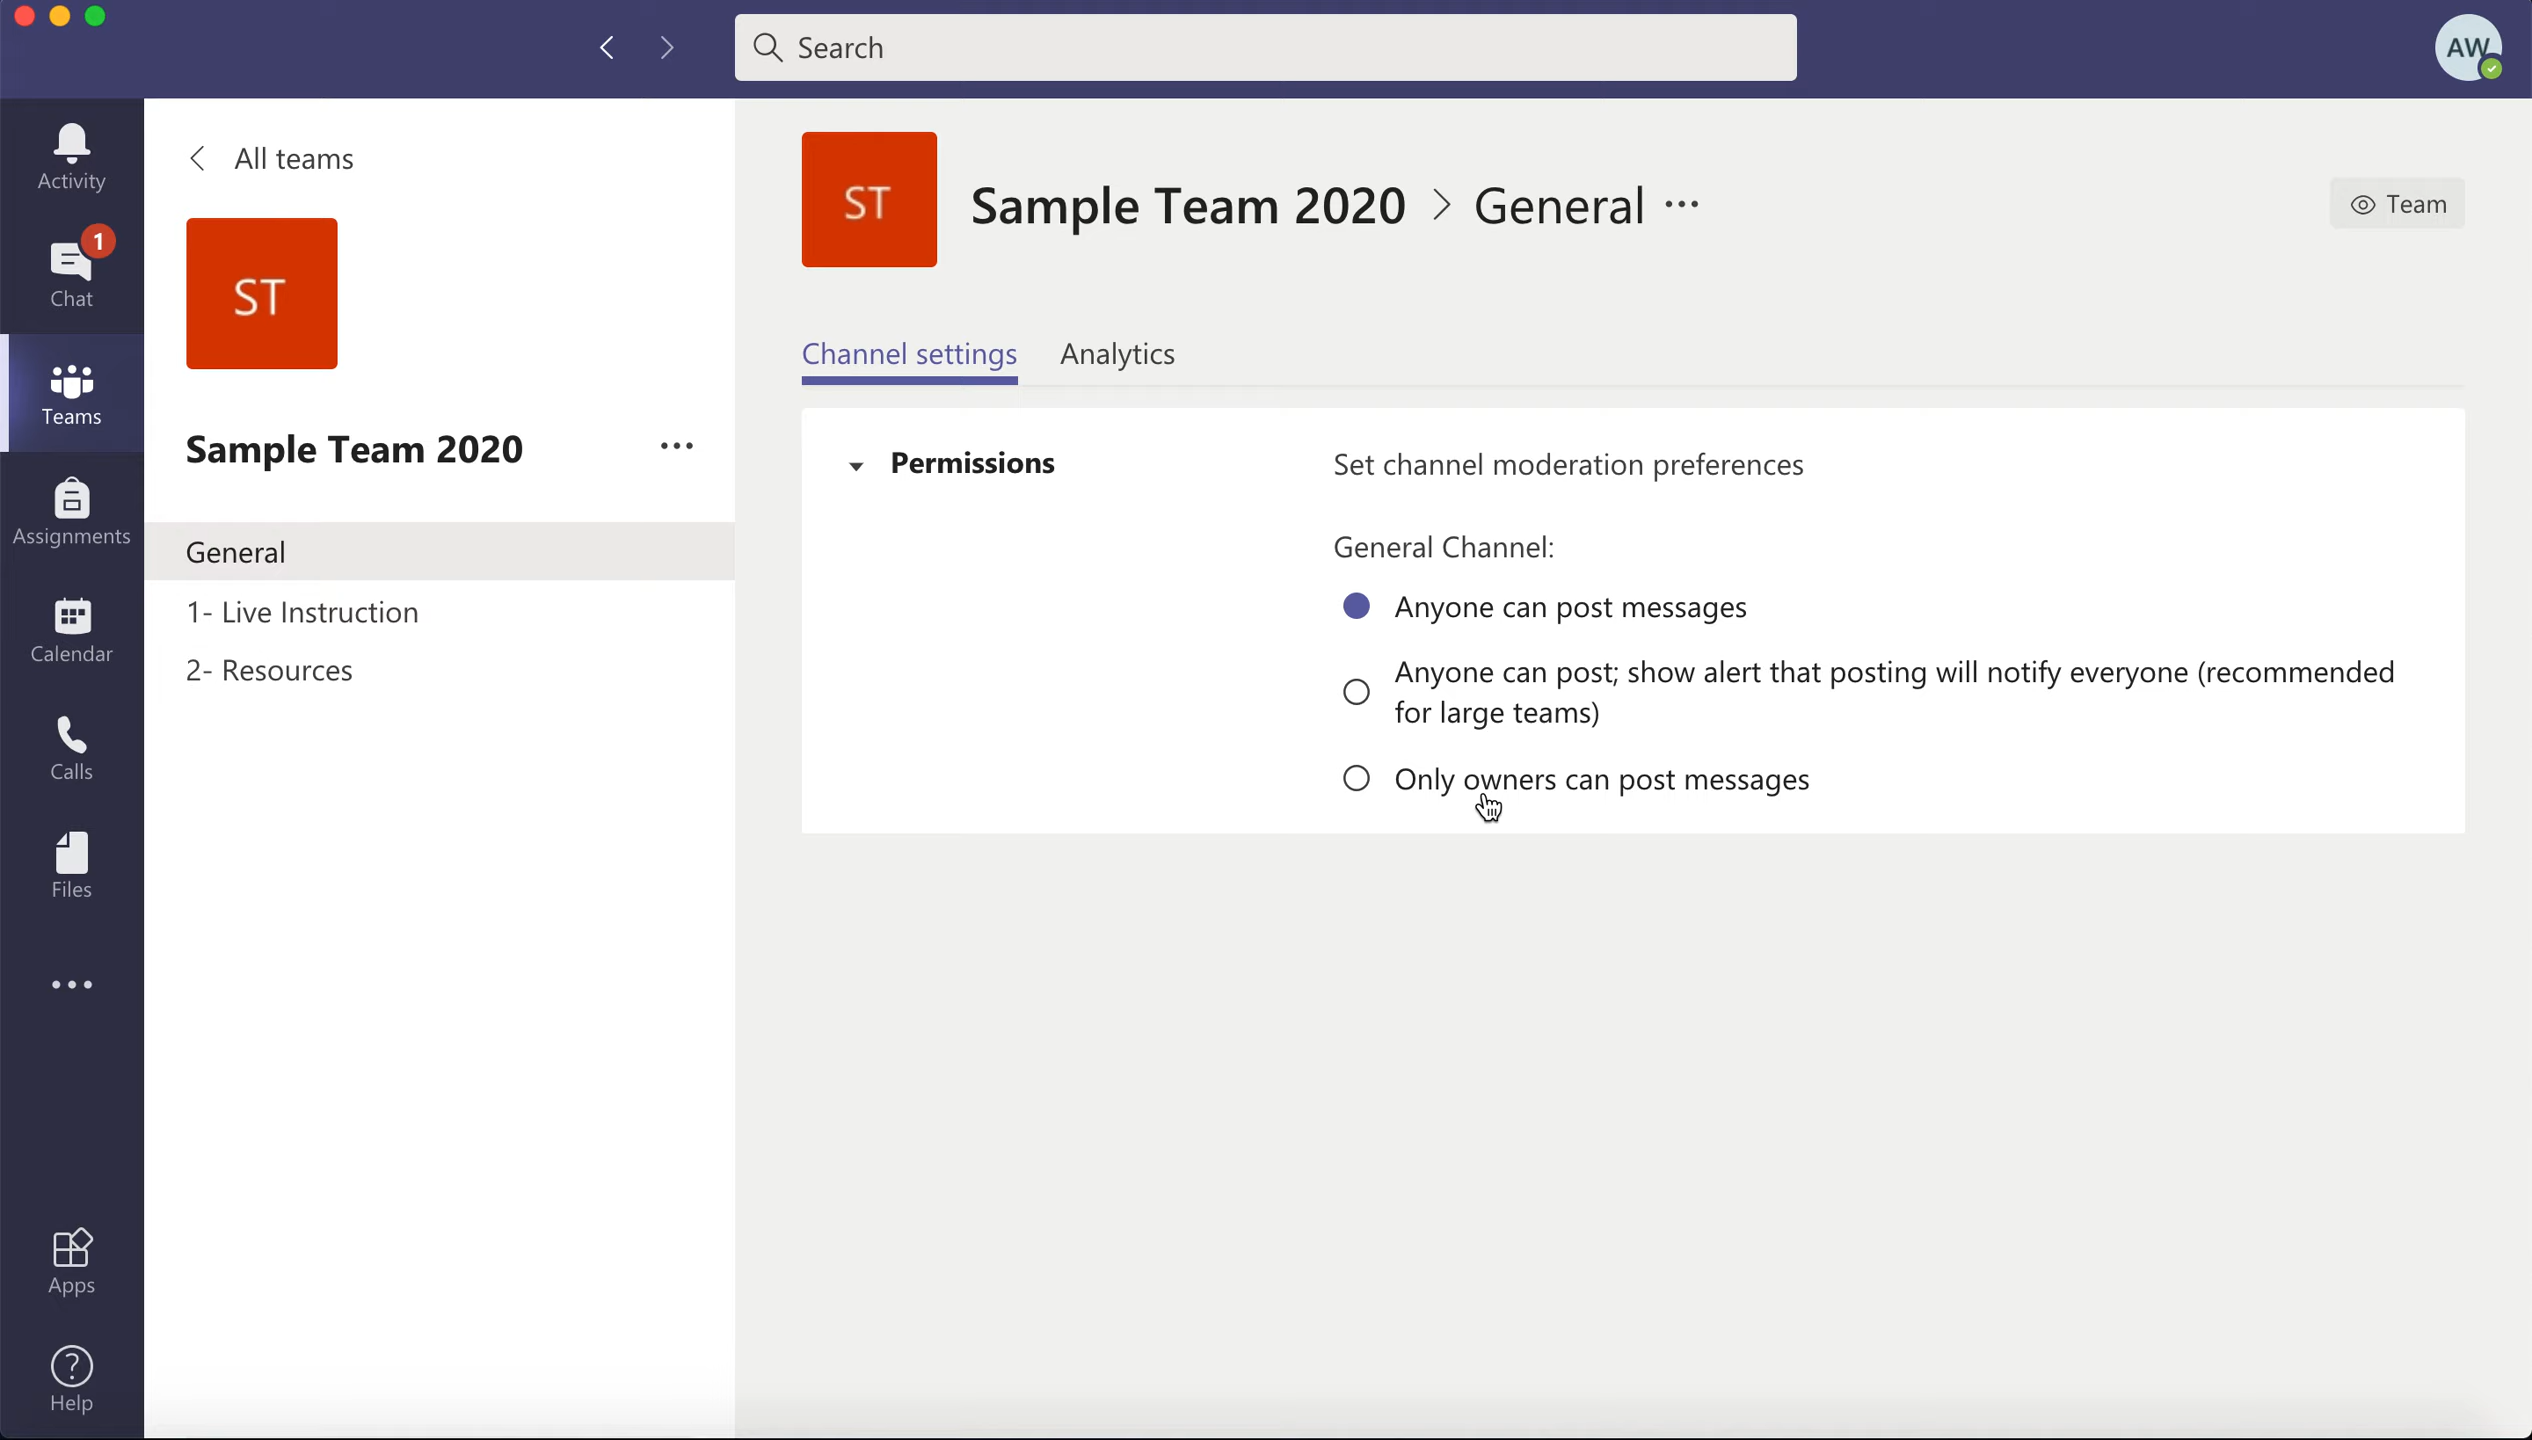 Search
AW
Activity
1
Chat
Teams
Assignments
Calendar
Calls
Files
Apps
Help
All teams
ST
Sample Team 2020
General
1- Live Instruction
2- Resources
ST
Sample Team 2020 > General
Team
Channel settings
Analytics
Permissions
Set channel moderation preferences
General Channel:
Anyone can post messages
Anyone can post; show alert that posting will notify everyone (recommended
for large teams)
Only owners can post messages